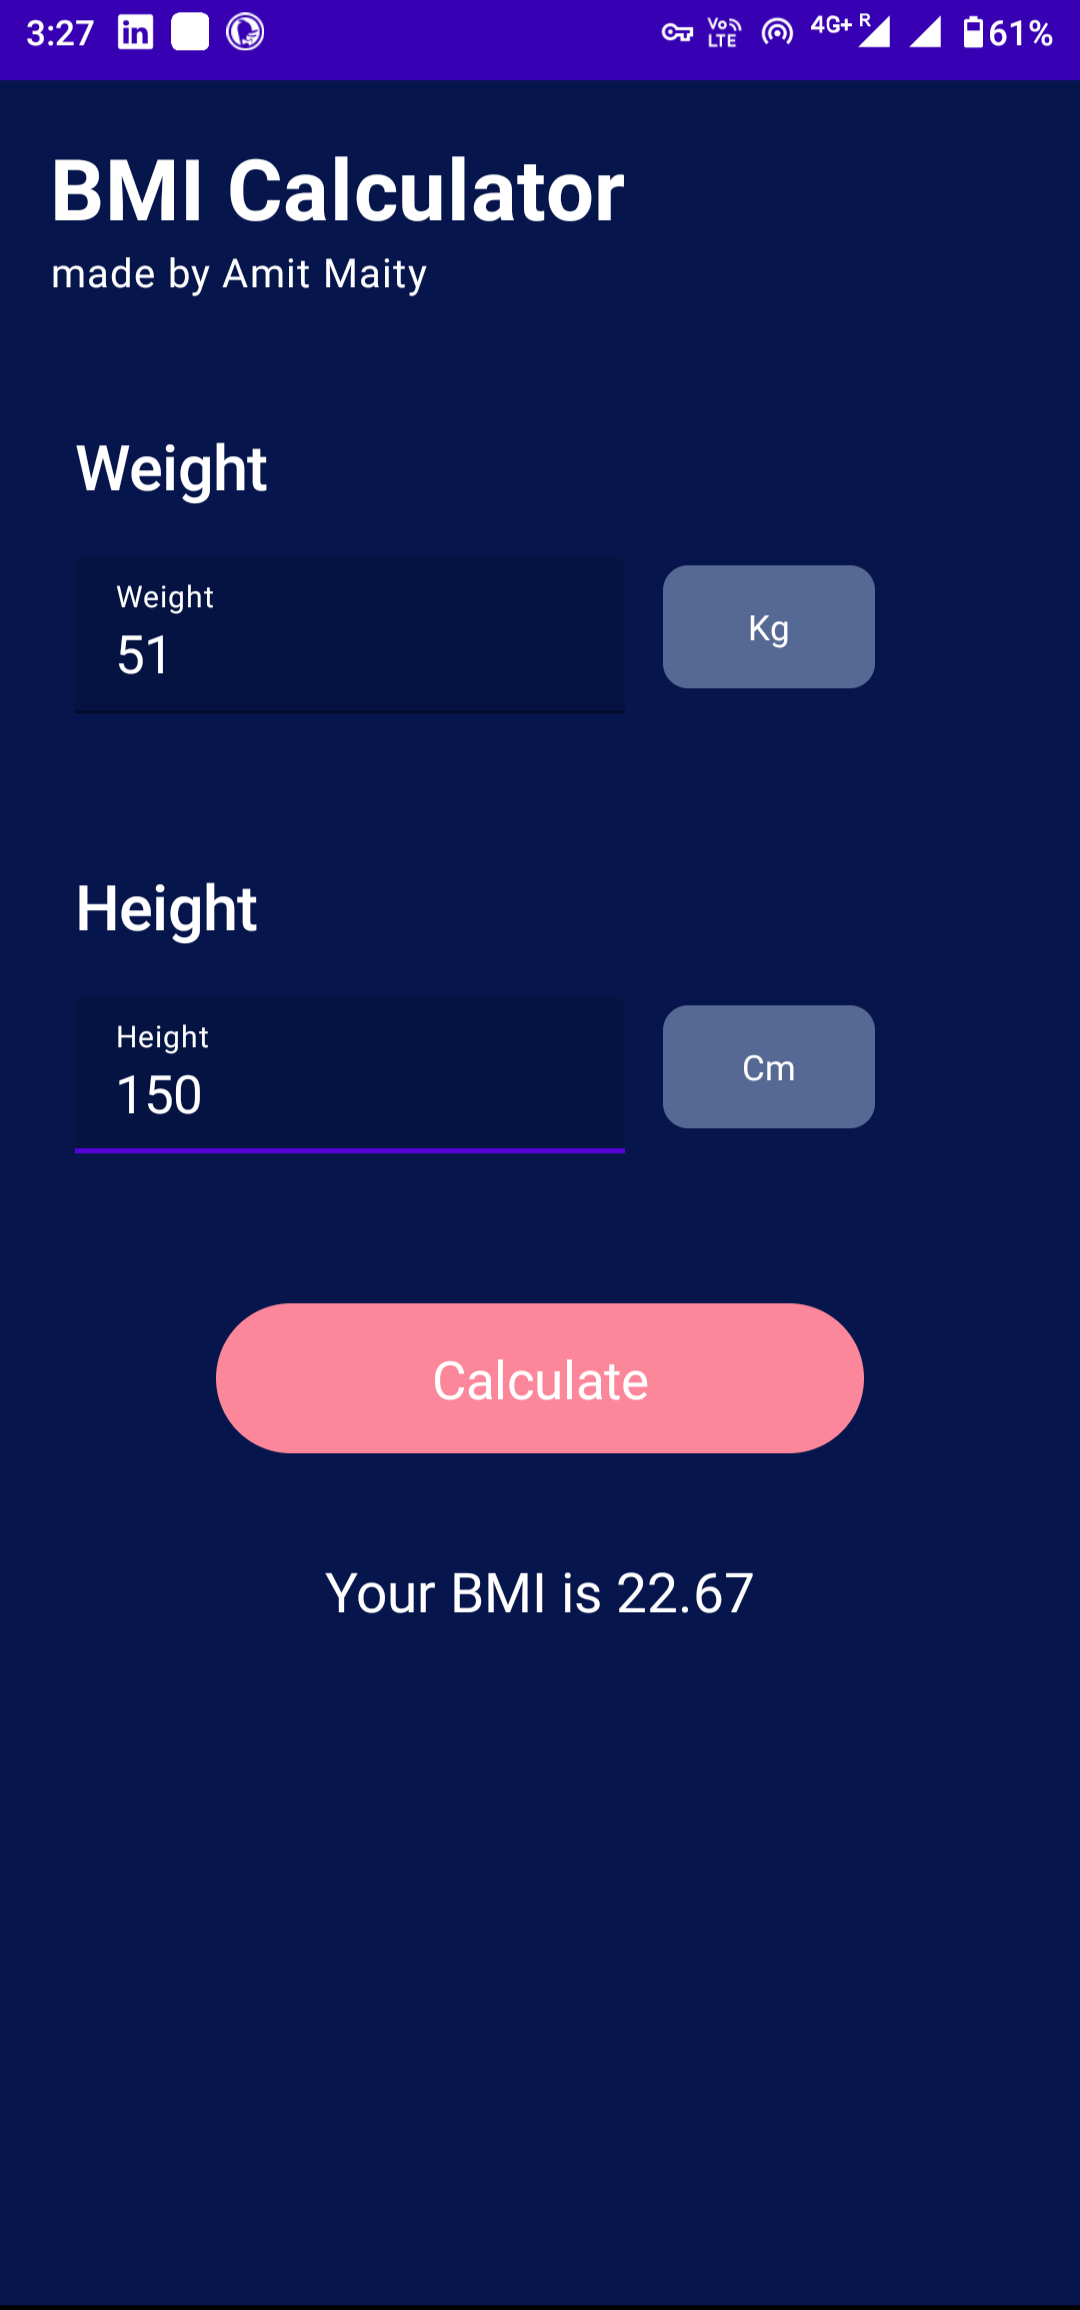 3:27 in Vo LTE 4G+ R 61%
BMI Calculator
made by Amit Maity
Weight
Weight
51
Kg
Height
Height
150
Cm
Calculate
Your BMI is 22.67